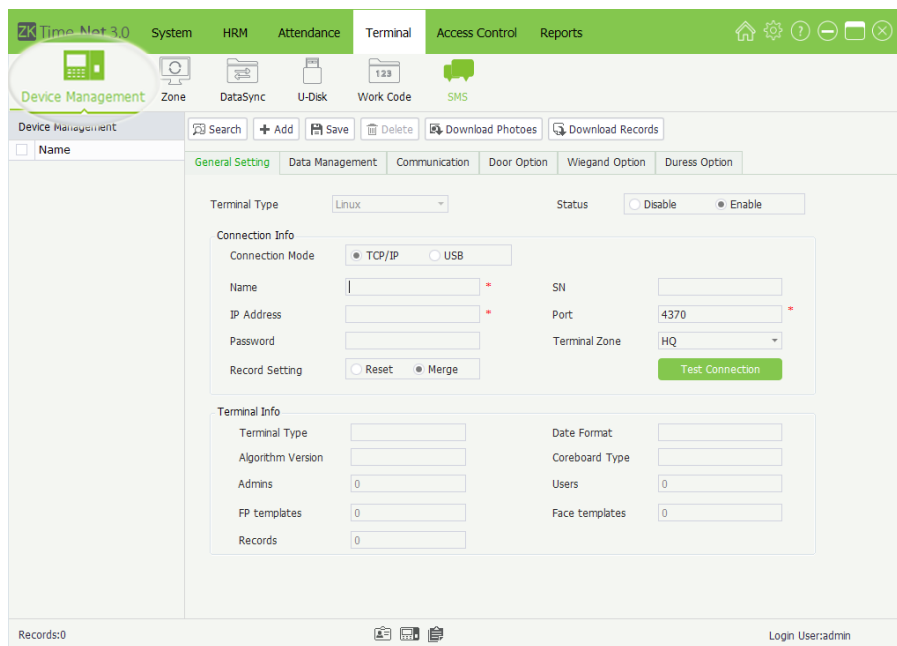 ZK Time.Net 3.0 System HRM Attendance Terminal Access Control Reports
123
Device Management Zone DataSync U-Disk Work Code SMS
Device Management Search Add Save Delete Download Photoes Download Records
Name
General Setting Data Management Communication Door Option Wiegand Option Duress Option
Terminal Type Linux Status Disable Enable
Connection Info
Connection Mode TCP/IP USB
Name * SN
IP Address * Port 4370 *
Password Terminal Zone HQ
Record Setting Reset Merge Test Connection
Terminal Info
Terminal Type Date Format
Algorithm Version Coreboard Type
Admins 0 Users 0
FP templates 0 Face templates 0
Records 0
Records:0 Login User:admin